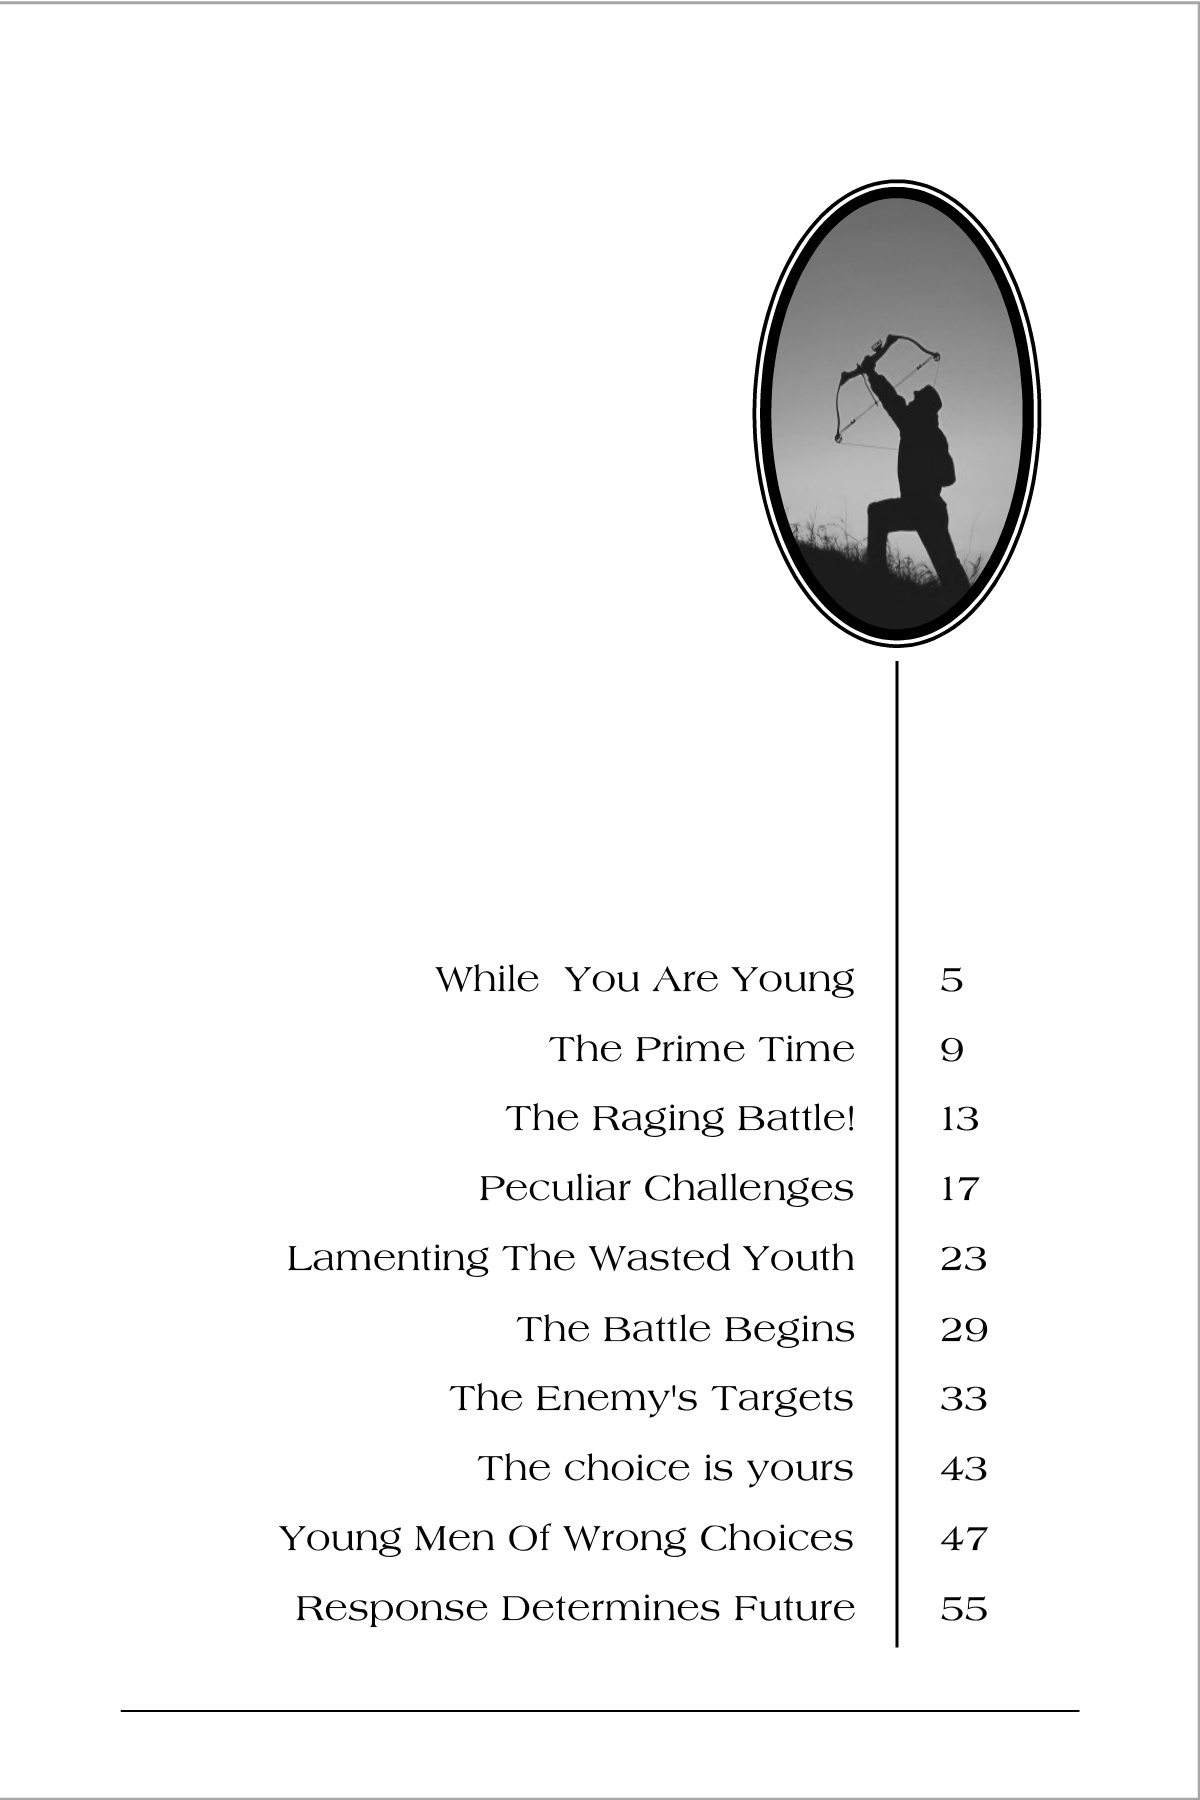 While  You Are Young 5
The Prime Time 9
The Raging Battle! 13
Peculiar Challenges 17
Lamenting The Wasted Youth 23
The Battle Begins 29
The Enemy's Targets 33
The choice is yours 43
Young Men Of Wrong Choices 47
Response Determines Future 55